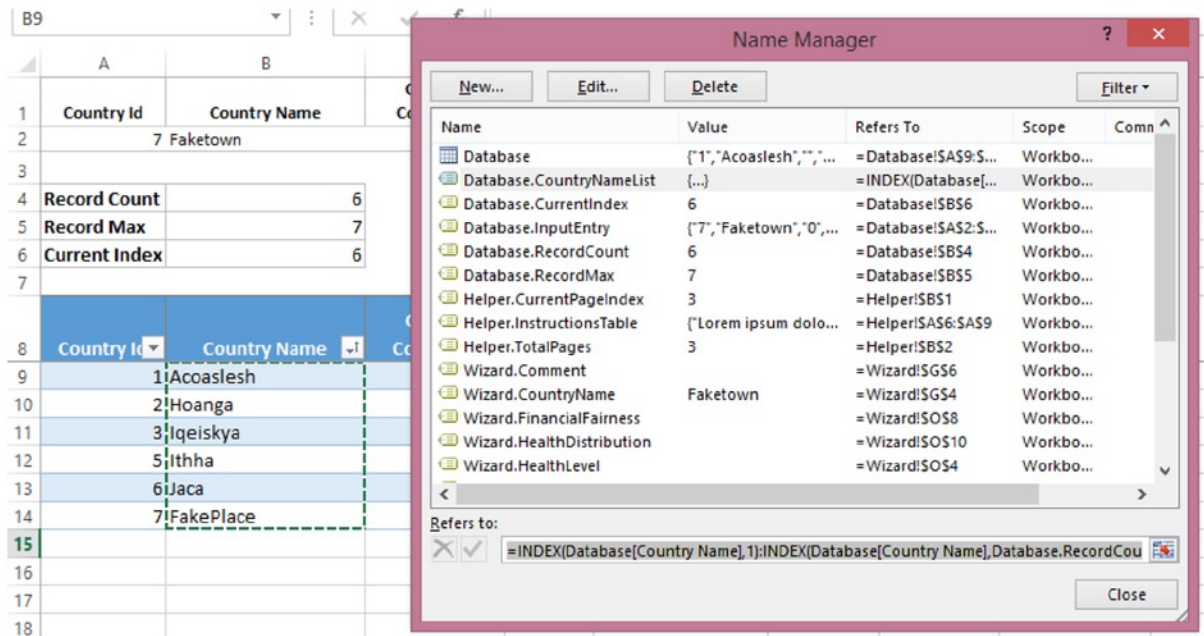 B9
A B
Country Id Country Name
7 Faketown
Record Count 6
Record Max 7
Current Index 6
Country Name
1 Acoaslesh
2 Hoanga
3 Iqeiskya
5 Ithha
6 Jaca
7 FakePlace
1
2
3
4
5
6
7
8
9
10
11
12
13
14
15
16
17
18
Name Manager ?
New... Edit... Delete Filter
Name Value Refers To Scope
Database {"1","Acoaslesh","","... =Database!$A$9:$... Workbo...
Database.CountryNameList {...} =INDEX(Database[... Workbo...
Database.CurrentIndex 6 =Database!$B$6 Workbo...
Database.InputEntry {"7","Faketown","0",... =Database!$A$2:$... Workbo...
Database.RecordCount 6 =Database!$B$4 Workbo...
Database.RecordMax 7 =Database!$B$5 Workbo...
Helper.CurrentPageIndex 3 =Helper!$B$1 Workbo...
Helper.InstructionsTable {"Lorem ipsum dolo... =Helper!$A$6:$A$9 Workbo...
Helper.TotalPages 3 =Helper!$B$2 Workbo...
Wizard.Comment =Wizard!$G$6 Workbo...
Wizard.CountryName Faketown =Wizard!$G$4 Workbo...
Wizard.FinancialFairness =Wizard!$O$8 Workbo...
Wizard.HealthDistribution =Wizard!$O$10 Workbo...
Wizard.HealthLevel =Wizard!$O$4 Workbo...
Refers to:
=INDEX(Database[Country Name],1):INDEX(Database[Country Name],Database.RecordCou
Close